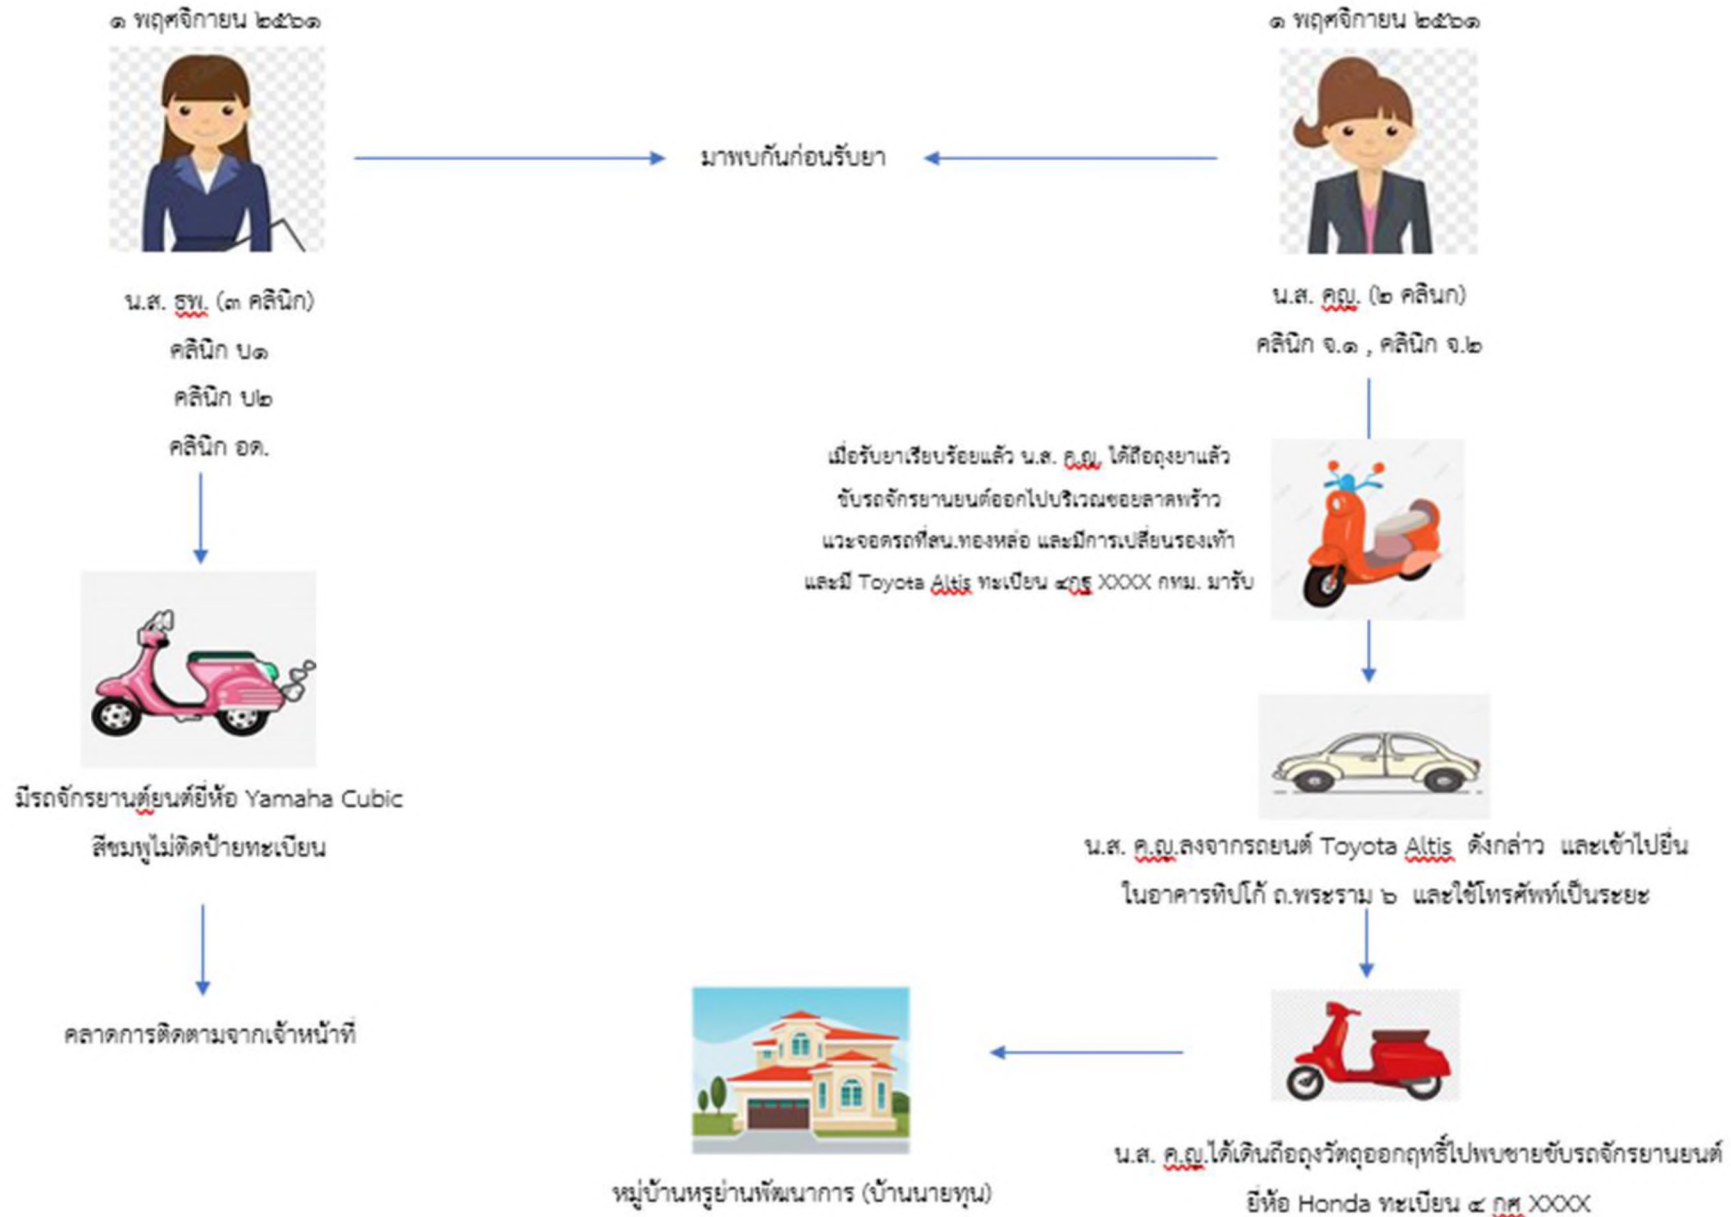 ๑ พฤศจิกายน ๒๕๖๑
๑ พฤศจิกายน ๒๕๖๑
มาพบกันก่อนรับยา
น.ส. ธพ. (๓ คลินิก)
คลินิก บ๑
คลินิก บ๒
คลินิก อด.
น.ส. คญ. (๒ คลินก)
คลินิก จ.๑ , คลินิก จ.๒
เมื่อรับยาเรียบร้อยแล้ว น.ส. ค.ญ. ได้ถือถุงยาแล้ว
ขับรถจักรยานยนต์ออกไปบริเวณซอยลาดพร้าว
แวะจอดรถที่สน.ทองหล่อ และมีการเปลี่ยนรองเท้า
และมี Toyota Altis ทะเบียน ๔กฐ XXXX กทม. มารับ
มีรถจักรยานต์ยนต์ยี่ห้อ Yamaha Cubic
สีชมพูไม่ติดป้ายทะเบียน
คลาดการติดตามจากเจ้าหน้าที่
น.ส. ค.ญ.ลงจากรถยนต์ Toyota Altis ดังกล่าว และเข้าไปยืน
ในอาคารทิปโก้ ถ.พระราม ๖ และใช้โทรศัพท์เป็นระยะ
น.ส. ค.ญ.ได้เดินถือถุงวัตถุออกฤทธิ์ไปพบชายขับรถจักรยานยนต์
ยี่ห้อ Honda ทะเบียน ๔ กศ XXXX
หมู่บ้านหรูย่านพัฒนาการ (บ้านนายทุน)